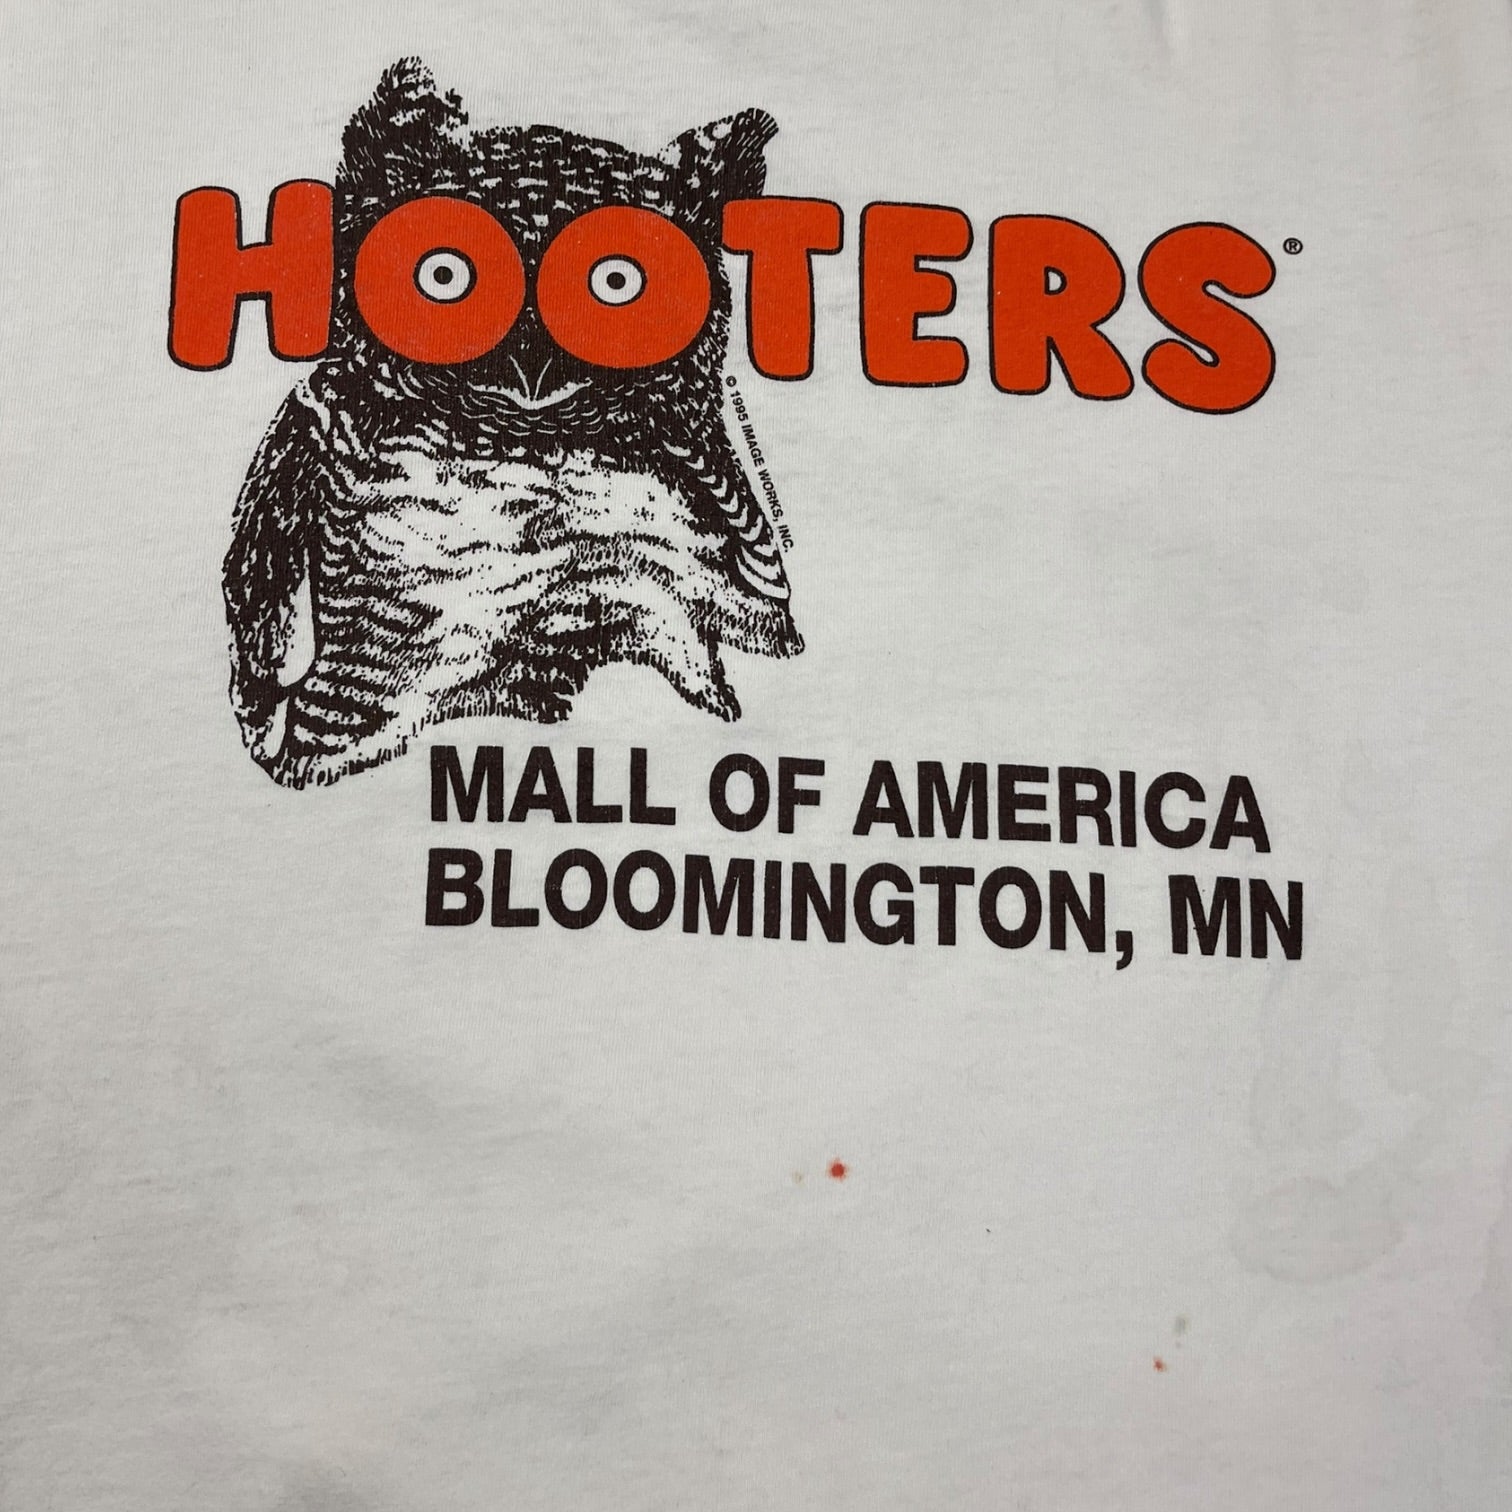 HOOTERS®
© 1995 IMAGE WORKS, INC.
MALL OF AMERICA
BLOOMINGTON, MN